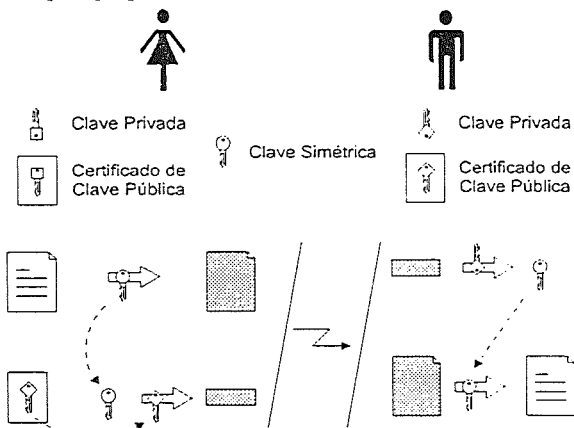 Clave Privada
Certificado de
Clave Pública
Clave Simétrica
Clave Privada
Certificado de
Clave Pública